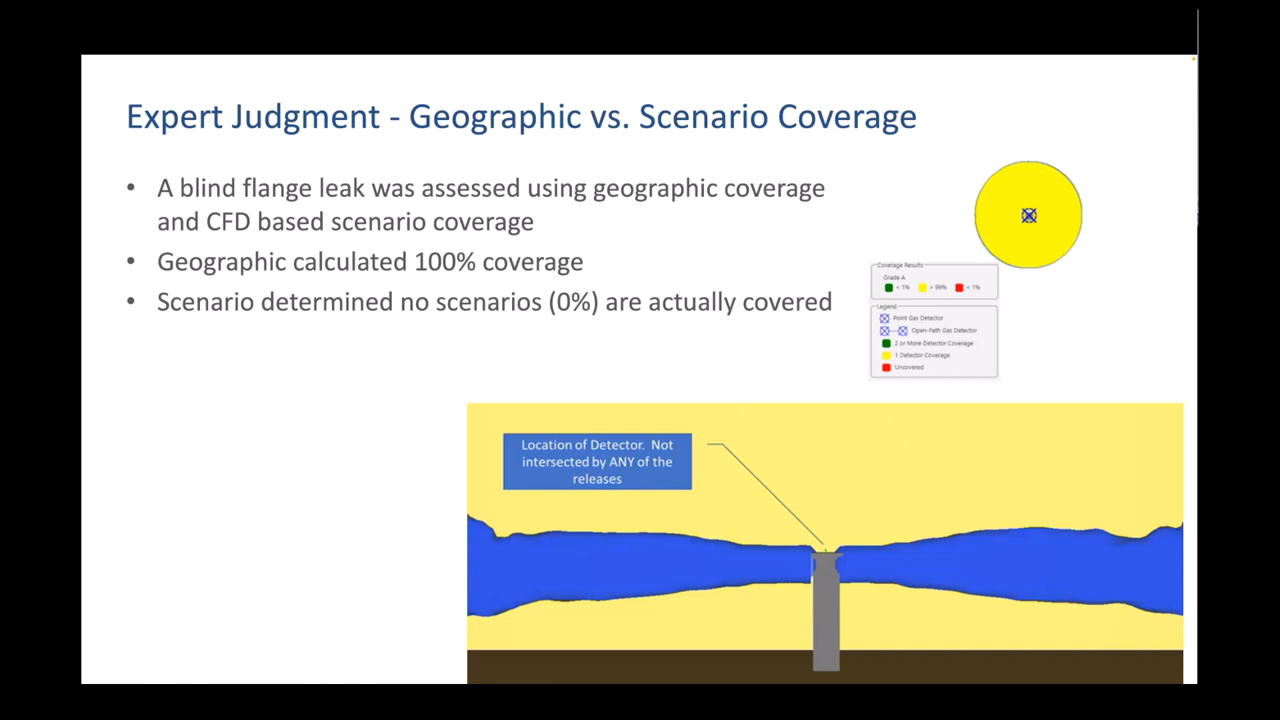 Expert Judgment - Geographic vs. Scenario Coverage
• A blind flange leak was assessed using geographic coverage
and CFD based scenario coverage
• Geographic calculated 100% coverage
• Scenario determined no scenarios (0%) are actually covered
Coverage Results
Grade A
< 1% > 99% < 1%
Legend
Point Gas Detector
Open-Path Gas Detector
2 or More Detector Coverage
1 Detector Coverage
Uncovered
Location of Detector. Not
intersected by ANY of the
releases